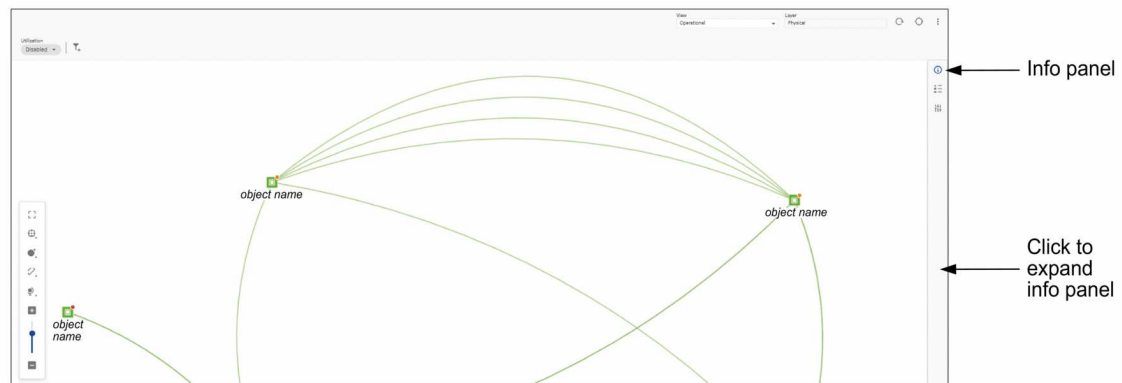 View
Operational
Layer
Physical
Utilization
Disabled
Info panel
object name
object name
Click to
expand
info panel
object
name